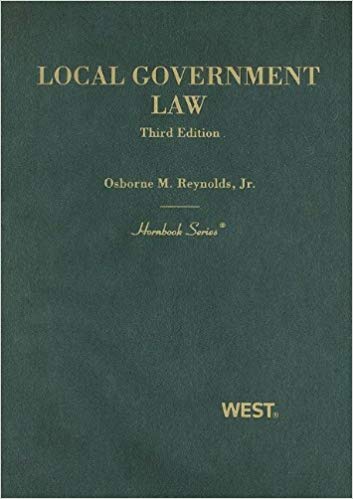 LOCAL GOVERNMENT
LAW
Third Edition
Osborne M. Reynolds, Jr.
Hornbook Series®
WEST®